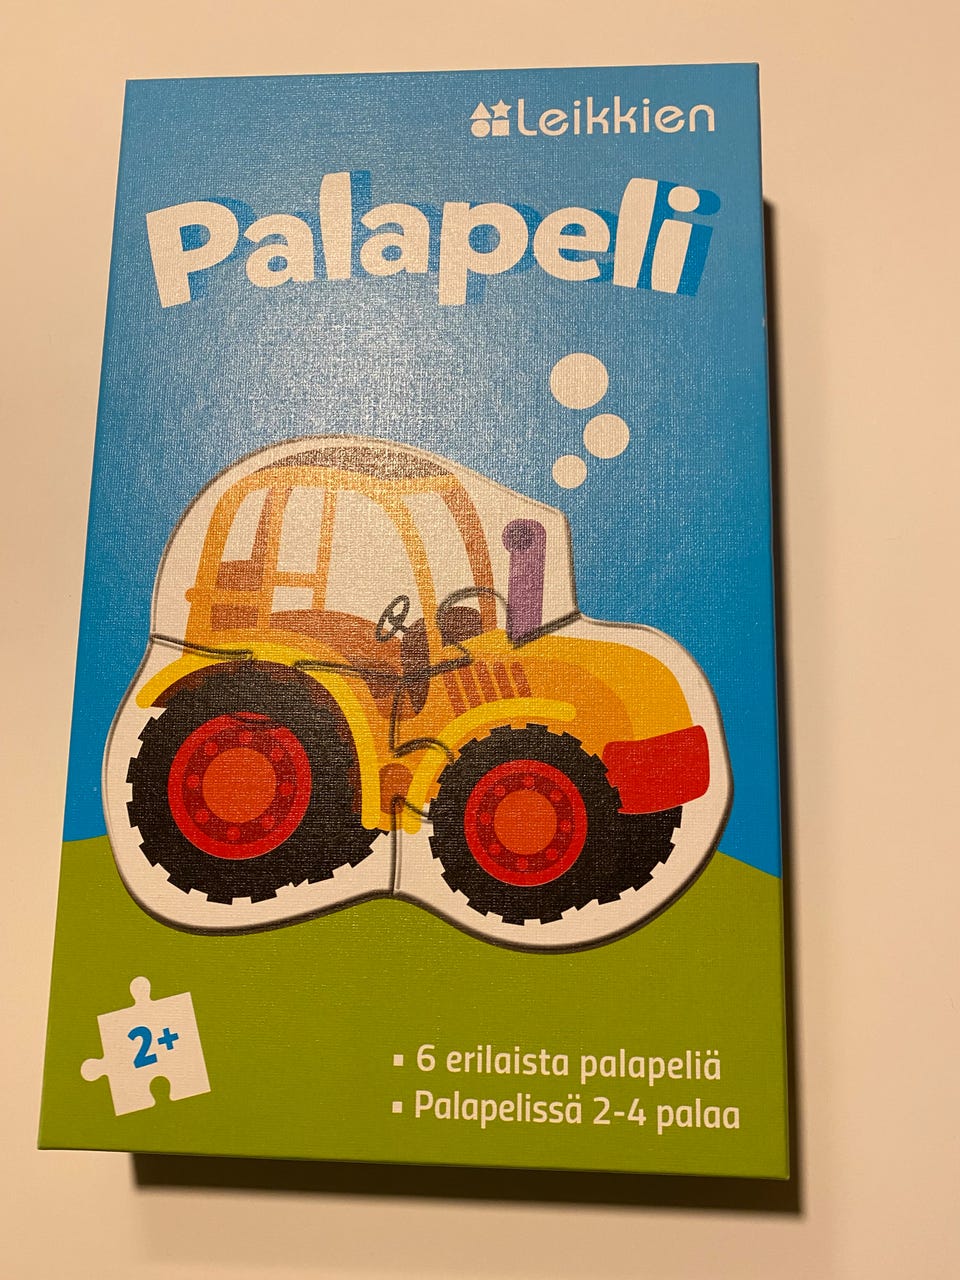 Leikkien
Palapeli
2+
▪ 6 erilaista palapeliä
▪ Palapelissä 2-4 palaa